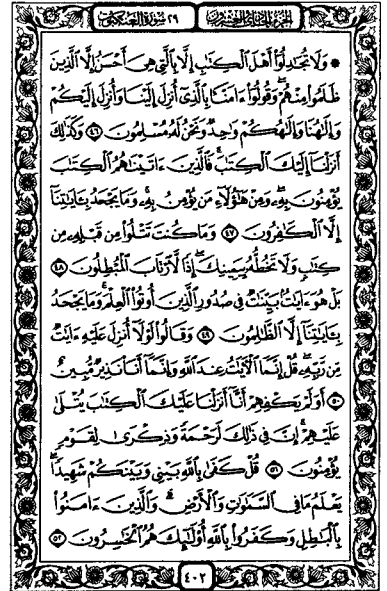 الجزء الحادي والعشرون ٢٩ سورة العنكبوت
۞ وَلَا تُجَٰدِلُوٓاْ أَهۡلَ ٱلۡكِتَٰبِ إِلَّا بِٱلَّتِي هِيَ أَحۡسَنُ إِلَّا ٱلَّذِينَ
ظَلَمُواْ مِنۡهُمۡۖ وَقُولُوٓاْ ءَامَنَّا بِٱلَّذِيٓ أُنزِلَ إِلَيۡنَا وَأُنزِلَ إِلَيۡكُمۡ
وَإِلَٰهُنَا وَإِلَٰهُكُمۡ وَٰحِدٞ وَنَحۡنُ لَهُۥ مُسۡلِمُونَ ٤٦ وَكَذَٰلِكَ
أَنزَلۡنَآ إِلَيۡكَ ٱلۡكِتَٰبَۚ فَٱلَّذِينَ ءَاتَيۡنَٰهُمُ ٱلۡكِتَٰبَ
يُؤۡمِنُونَ بِهِۦۖ وَمِنۡ هَٰٓؤُلَآءِ مَن يُؤۡمِنُ بِهِۦۚ وَمَا يَجۡحَدُ بِـَٔايَٰتِنَآ
إِلَّا ٱلۡكَٰفِرُونَ ٤٧ وَمَا كُنتَ تَتۡلُواْ مِن قَبۡلِهِۦ مِن
كِتَٰبٖ وَلَا تَخُطُّهُۥ بِيَمِينِكَۖ إِذٗا لَّٱرۡتَابَ ٱلۡمُبۡطِلُونَ ٤٨
بَلۡ هُوَ ءَايَٰتُۢ بَيِّنَٰتٞ فِي صُدُورِ ٱلَّذِينَ أُوتُواْ ٱلۡعِلۡمَۚ وَمَا يَجۡحَدُ
بِـَٔايَٰتِنَآ إِلَّا ٱلظَّٰلِمُونَ ٤٩ وَقَالُواْ لَوۡلَآ أُنزِلَ عَلَيۡهِ ءَايَٰتٞ
مِّن رَّبِّهِۦۚ قُلۡ إِنَّمَا ٱلۡأٓيَٰتُ عِندَ ٱللَّهِ وَإِنَّمَآ أَنَا۠ نَذِيرٞ مُّبِينٌ
٥٠ أَوَلَمۡ يَكۡفِهِمۡ أَنَّآ أَنزَلۡنَا عَلَيۡكَ ٱلۡكِتَٰبَ يُتۡلَىٰ
عَلَيۡهِمۡۚ إِنَّ فِي ذَٰلِكَ لَرَحۡمَةٗ وَذِكۡرَىٰ لِقَوۡمٖ
يُؤۡمِنُونَ ٥١ قُلۡ كَفَىٰ بِٱللَّهِ بَيۡنِي وَبَيۡنَكُمۡ شَهِيدٗاۖ
يَعۡلَمُ مَا فِي ٱلسَّمَٰوَٰتِ وَٱلۡأَرۡضِۗ وَٱلَّذِينَ ءَامَنُواْ
بِٱلۡبَٰطِلِ وَكَفَرُواْ بِٱللَّهِ أُوْلَٰٓئِكَ هُمُ ٱلۡخَٰسِرُونَ ٥٢
٤٠٢